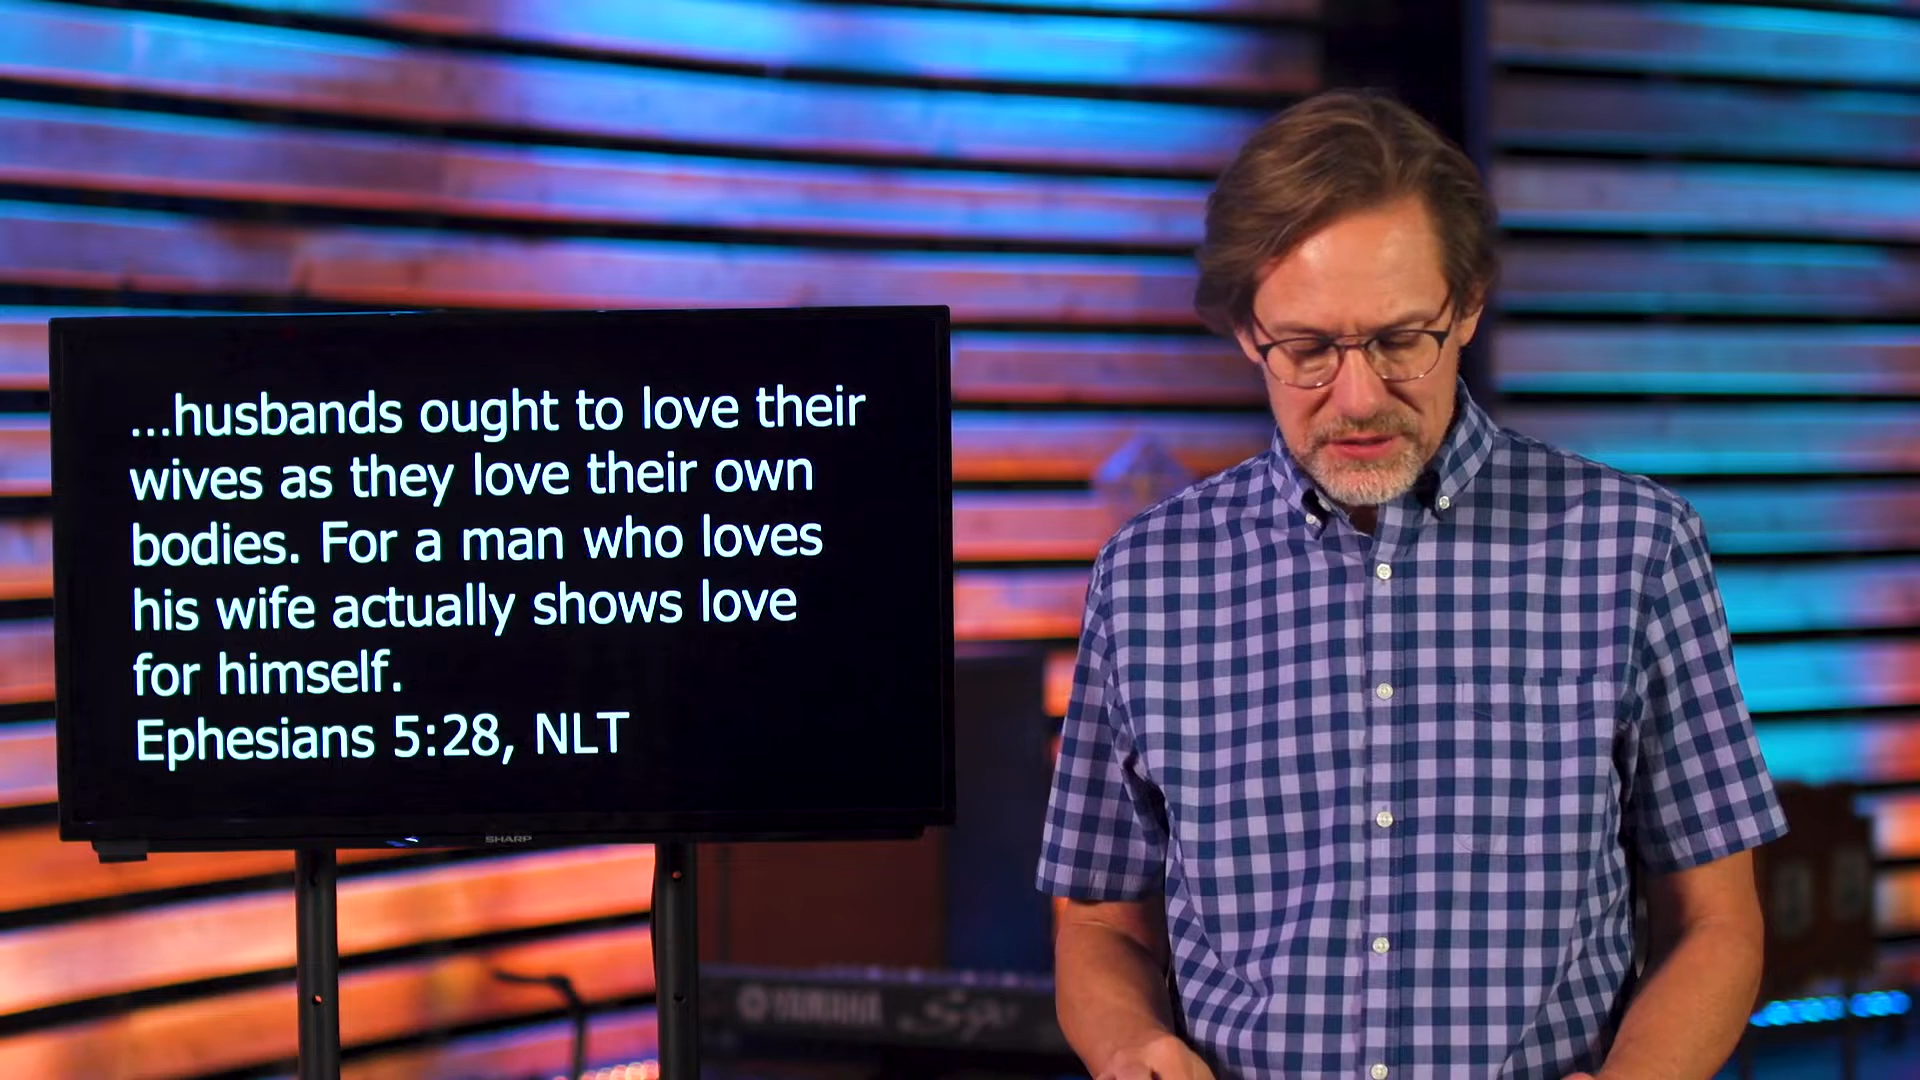 ...husbands ought to love their
wives as they love their own
bodies. For a man who loves
his wife actually shows love
for himself.
Ephesians 5:28, NLT
SHARP
YAMAHA